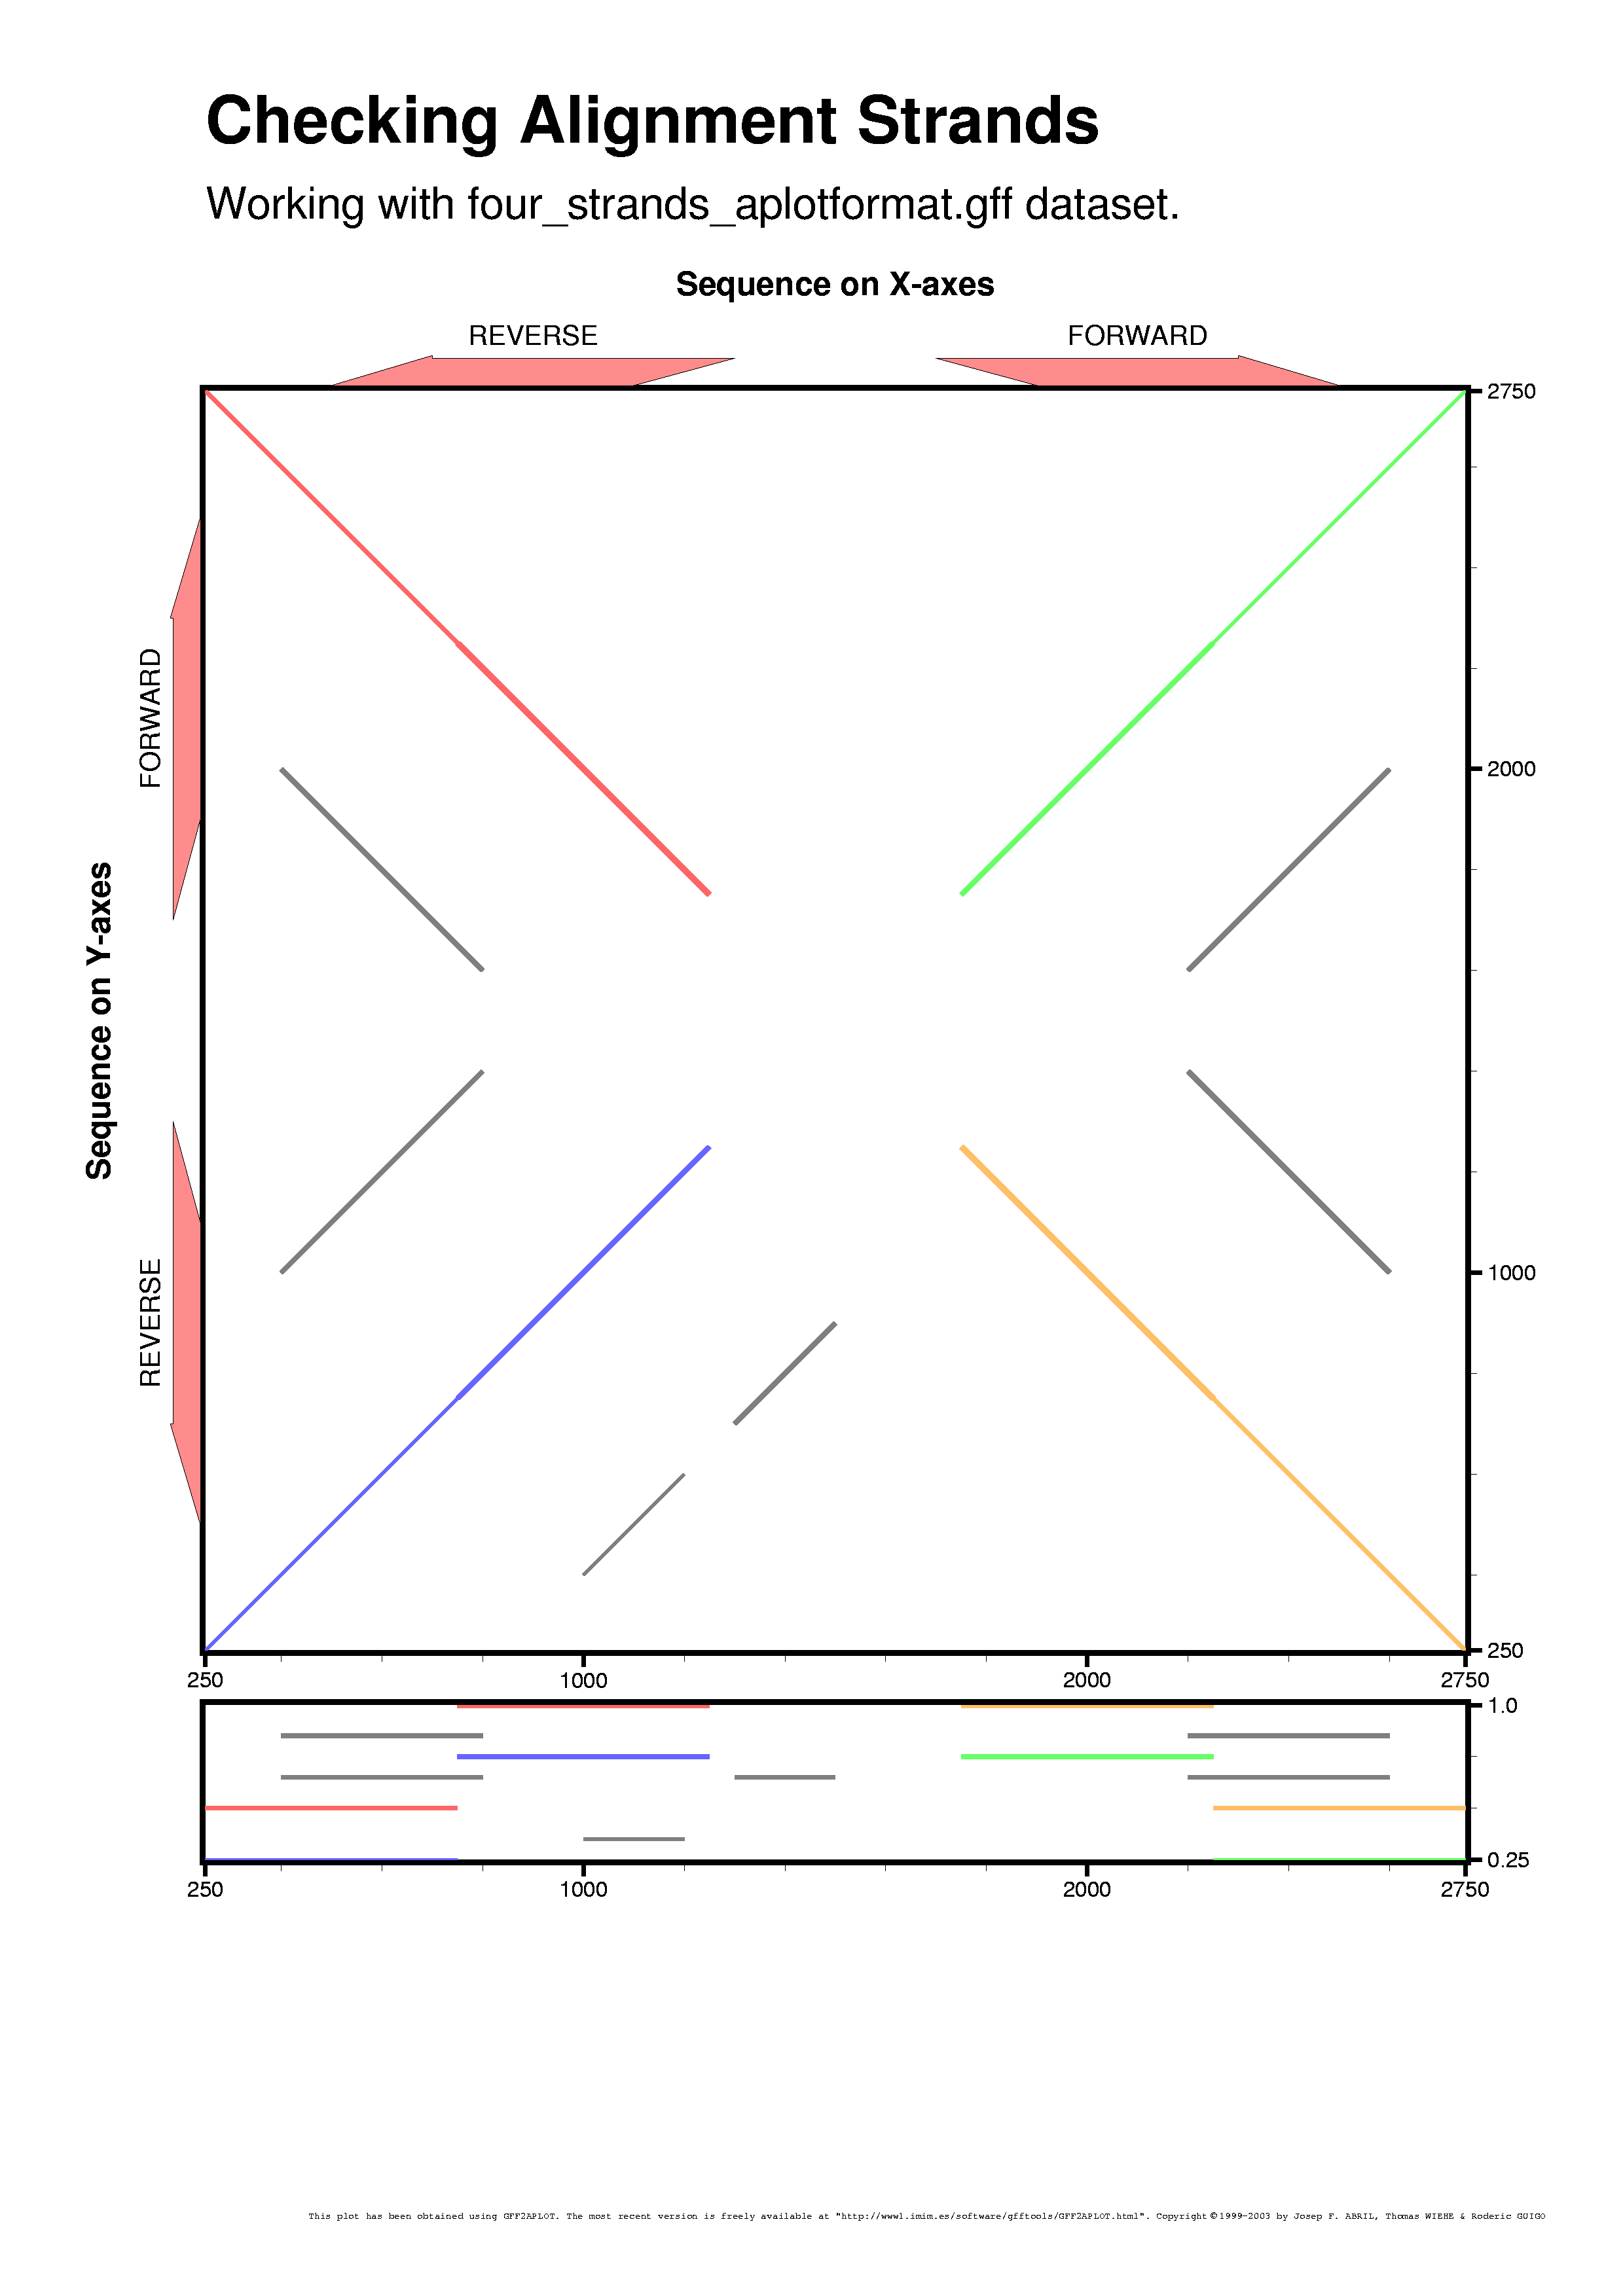 Checking Alignment Strands
Working with four_strands_aplotformat.gff dataset.
Sequence on X-axes
REVERSE
FORWARD
2750
FORWARD
2000
Sequence on Y-axes
1000
REVERSE
250
250
1000
2000
2750
1.0
0.25
250
1000
2000
2750
This plot has been obtained using GFF2APLOT. The most recent version is freely available at "http://www1.imim.es/software/gfftools/GFF2APLOT.html". Copyright ©1999-2003 by Josep F. ABRIL, Thomas WIEHE & Roderic GUIGO